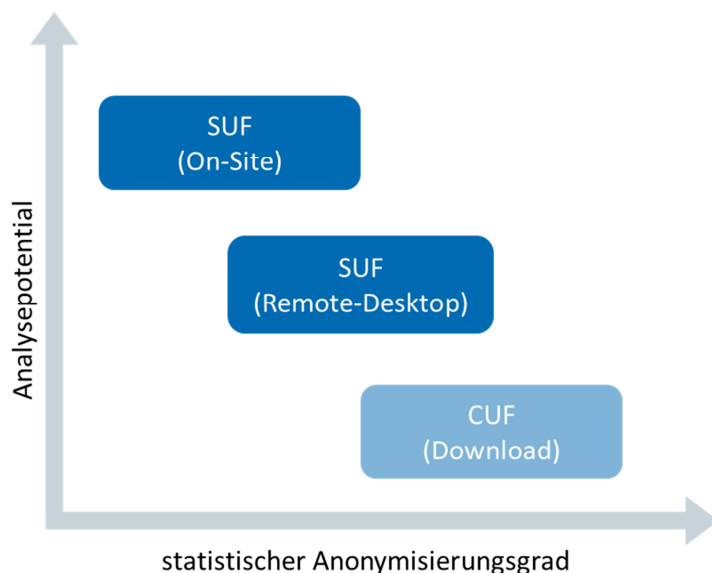 Analysepotential
SUF
(On-Site)
SUF
(Remote-Desktop)
CUF
(Download)
statistischer Anonymisierungsgrad